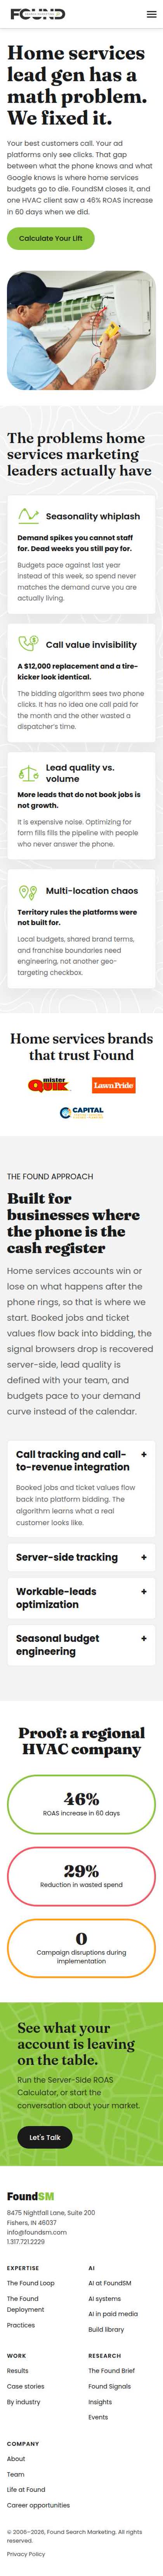 FOUND
Home services
lead gen has a
math problem.
We fixed it.
Your best customers call. Your ad
platforms only see clicks. That gap
between what the phone knows and what
Google knows is where home services
budgets go to die. FoundSM closes it, and
one HVAC client saw a 46% ROAS increase
in 60 days when we did.
Calculate Your Lift
The problems home
services marketing
leaders actually have
Seasonality whiplash
Demand spikes you cannot staff
for. Dead weeks you still pay for.
Budgets pace against last year
instead of this week, so spend never
matches the demand curve you are
actually living.
Call value invisibility
A $12,000 replacement and a tire-
kicker look identical.
The bidding algorithm sees two phone
clicks. It has no idea one call paid for
the month and the other wasted a
dispatcher's time.
Lead quality vs.
volume
More leads that do not book jobs is
not growth.
It is expensive noise. Optimizing for
form fills fills the pipeline with people
who never answer the phone.
Multi-location chaos
Territory rules the platforms were
not built for.
Local budgets, shared brand terms,
and franchise boundaries need
engineering, not another geo-
targeting checkbox.
Home services brands
that trust Found
mister
Quik
Lawn Pride
CAPITAL
THE FOUND APPROACH
Built for
businesses where
the phone is the
cash register
Home services accounts win or
lose on what happens after the
phone rings, so that is where we
start. Booked jobs and ticket
values flow back into bidding, the
signal browsers drop is recovered
server-side, lead quality is
defined with your team, and
budgets pace to your demand
curve instead of the calendar.
Call tracking and call-
to-revenue integration
+
Booked jobs and ticket values flow
back into platform bidding. The
algorithm learns what a real
customer looks like.
Server-side tracking +
Workable-leads
optimization
+
Seasonal budget
engineering
+
Proof: a regional
HVAC company
46%
ROAS increase in 60 days
29%
Reduction in wasted spend
0
Campaign disruptions during
implementation
See what your
account is leaving
on the table.
Run the Server-Side ROAS
Calculator, or start the
conversation about your market.
Let's Talk
FoundSM
8475 Nightfall Lane, Suite 200
Fishers, IN 46037
info@foundsm.com
1.317.721.2229
EXPERTISE
The Found Loop
The Found
Deployment
Practices
AI
AI at FoundSM
AI systems
AI in paid media
Build library
WORK
Results
Case studies
By industry
RESEARCH
The Found Brief
Found Signals
Insights
Events
COMPANY
About
Team
Life at Found
Career opportunities
© 2006–2026, Found Search Marketing. All rights
reserved.
Privacy Policy